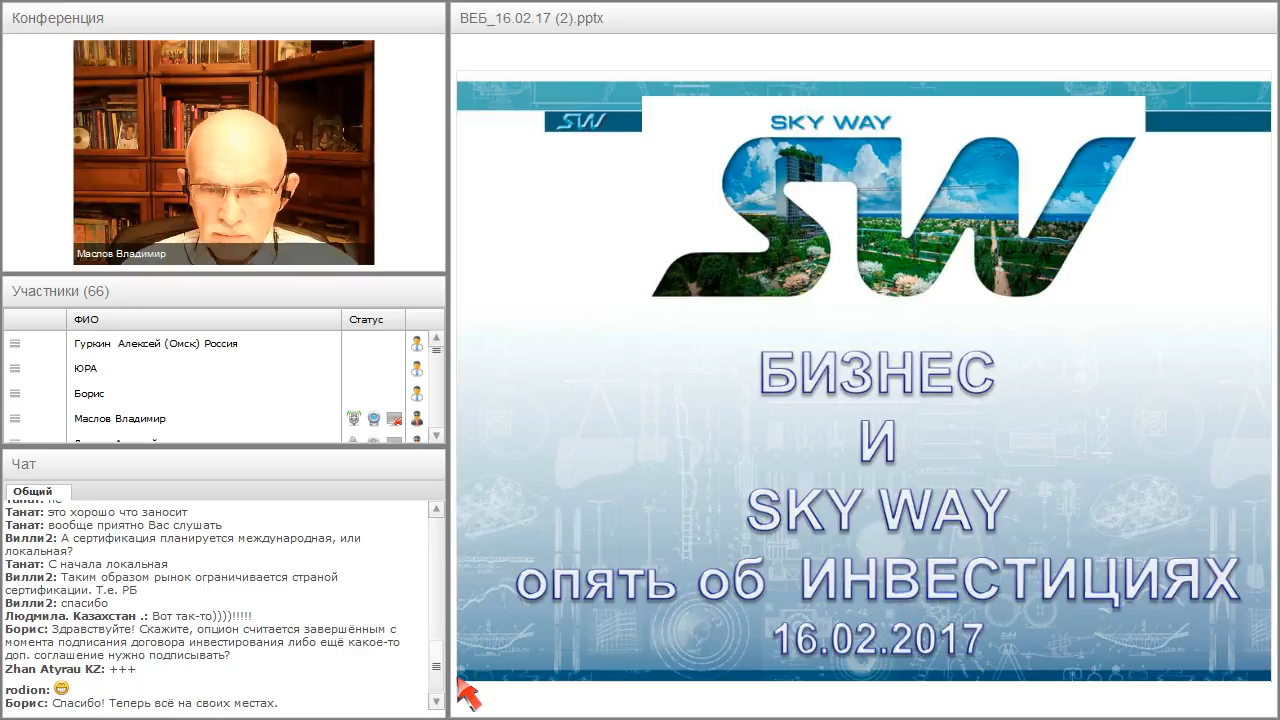 Конференция
Маслов Владимир
Участники (66)
ФИО
Статус
Гуркин Алексей (Омск) Россия
ЮРА
Борис
Маслов Владимир
Чат
Общий
Танат: не
Танат: это хорошо что заносит
Танат: вообще приятно Вас слушать
Вилли2: А сертификация планируется международная, или
локальная?
Танат: С начала локальная
Вилли2: Таким образом рынок ограничивается страной
сертификации. Т.е. РБ
Вилли2: спасибо
Людмила. Казахстан .: Вот так-то))))!!!!!
Борис: Здравствуйте! Скажите, опцион считается завершённым с
момента подписания договора инвестирования либо ещё какое-то
доп. соглашение нужно подписывать?
Zhan Atyrau KZ: +++
rodion:
Борис: Спасибо! Теперь всё на своих местах.
ВЕБ_16.02.17 (2).pptx
SW
SKY WAY
SW
БИЗНЕС
И
SKY WAY
опять об ИНВЕСТИЦИЯХ
16.02.2017